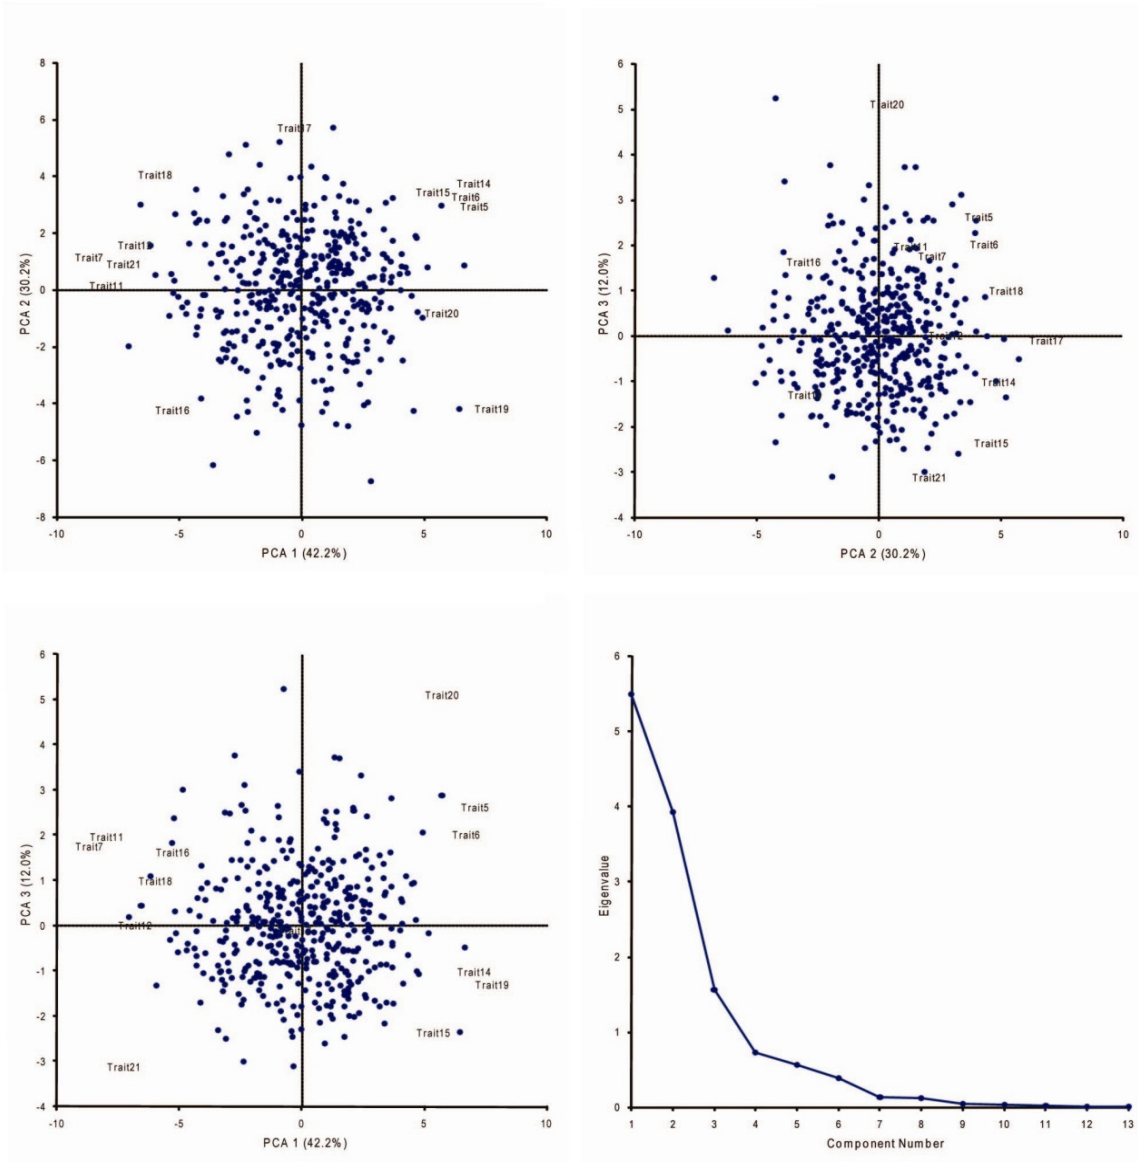 8
6
4
2
0
-2
-4
-6
-8
-10
-5
0
5
10
PCA 2 (30.2%)
PCA 1 (42.2%)
Trait17
Trait18
Trait14
Trait15
Trait6
Trait5
Trait7
Trait21
Trait11
Trait20
Trait16
Trait19
6
5
4
3
2
1
0
-1
-2
-3
-4
-10
-5
0
5
10
PCA 3 (12.0%)
PCA 2 (30.2%)
Trait20
Trait5
Trait6
Trait11
Trait7
Trait16
Trait18
Trait12
Trait17
Trait14
Trait15
Trait21
6
5
4
3
2
1
0
-1
-2
-3
-4
-10
-5
0
5
10
PCA 3 (12.0%)
PCA 1 (42.2%)
Trait20
Trait5
Trait6
Trait11
Trait7
Trait16
Trait18
Trait12
Trait14
Trait19
Trait15
Trait21
6
5
4
3
2
1
0
1
2
3
4
5
6
7
8
9
10
11
12
13
Eigenvalue
Component Number